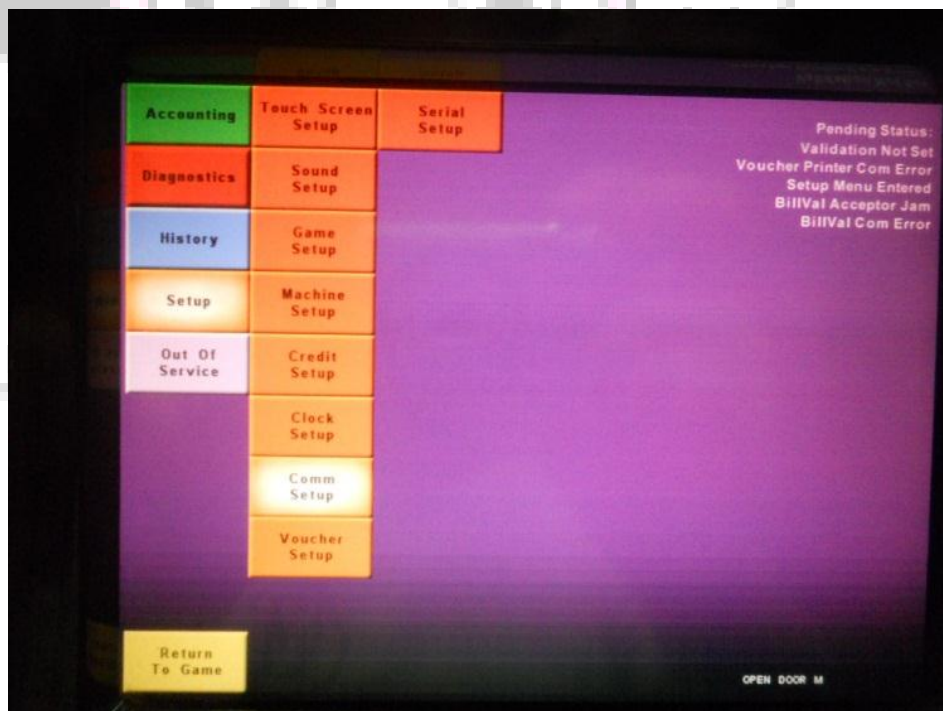 Accounting
Touch Screen
Setup
Serial
Setup
Diagnostics
Sound
Setup
History
Game
Setup
Setup
Machine
Setup
Out Of
Service
Credit
Setup
Clock
Setup
Comm
Setup
Voucher
Setup
Return
To Game
Pending Status:
Validation Not Set
Voucher Printer Com Error
Setup Menu Entered
BillVal Acceptor Jam
BillVal Com Error
OPEN DOOR M